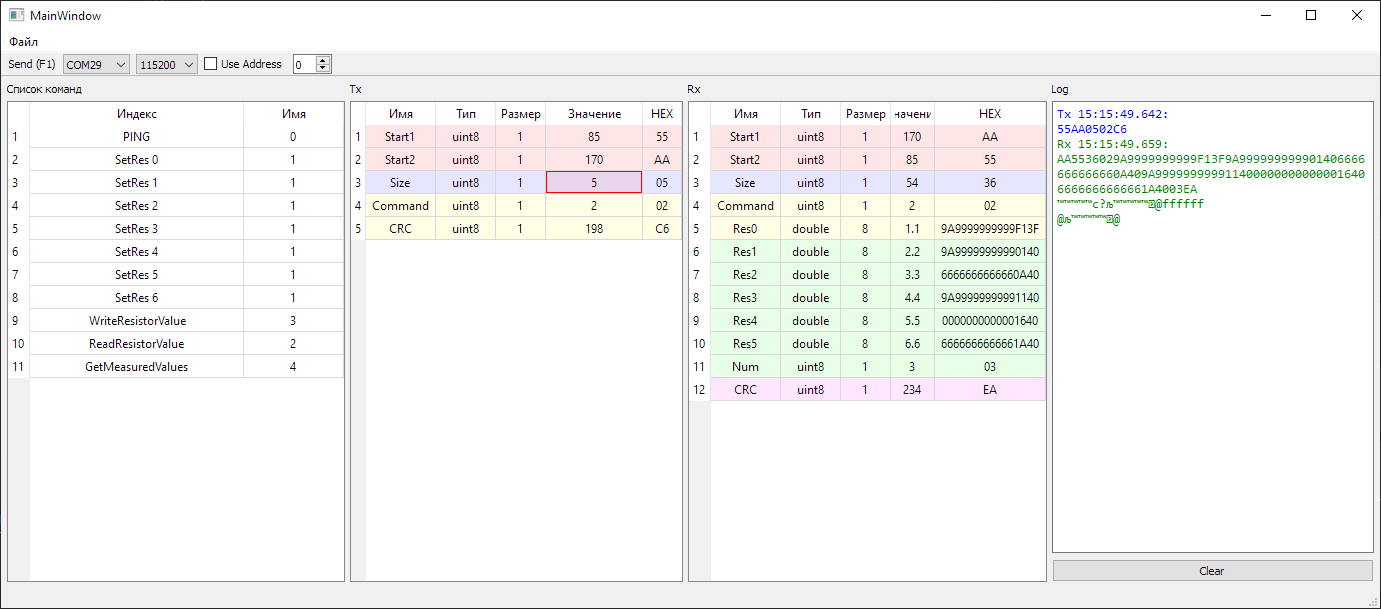 MainWindow
Файл
Send (F1) COM29 115200 Use Address 0
Список команд
Индекс Имя
1 PING 0
2 SetRes 0 1
3 SetRes 1 1
4 SetRes 2 1
5 SetRes 3 1
6 SetRes 4 1
7 SetRes 5 1
8 SetRes 6 1
9 WriteResistorValue 3
10 ReadResistorValue 2
11 GetMeasuredValues 4
Tx
Имя Тип Размер Значение HEX
1 Start1 uint8 1 85 55
2 Start2 uint8 1 170 AA
3 Size uint8 1 5 05
4 Command uint8 1 2 02
5 CRC uint8 1 198 C6
Rx
Имя Тип Размер начени HEX
1 Start1 uint8 1 170 AA
2 Start2 uint8 1 85 55
3 Size uint8 1 54 36
4 Command uint8 1 2 02
5 Res0 double 8 1.1 9A9999999999F13F
6 Res1 double 8 2.2 9A99999999990140
7 Res2 double 8 3.3 6666666666660A40
8 Res3 double 8 4.4 9A99999999991140
9 Res4 double 8 5.5 0000000000001640
10 Res5 double 8 6.6 6666666666661A40
11 Num uint8 1 3 03
12 CRC uint8 1 234 EA
Log
Tx 15:15:49.642:
55AA0502C6
Rx 15:15:49.659:
AA5536029A9999999999F13F9A999999999901406666
666666660A409A999999999911400000000000001640
6666666666661A4003EA
™™™™™™с?љ™™™™™™@ffffff
@љ™™™™™™@
Clear